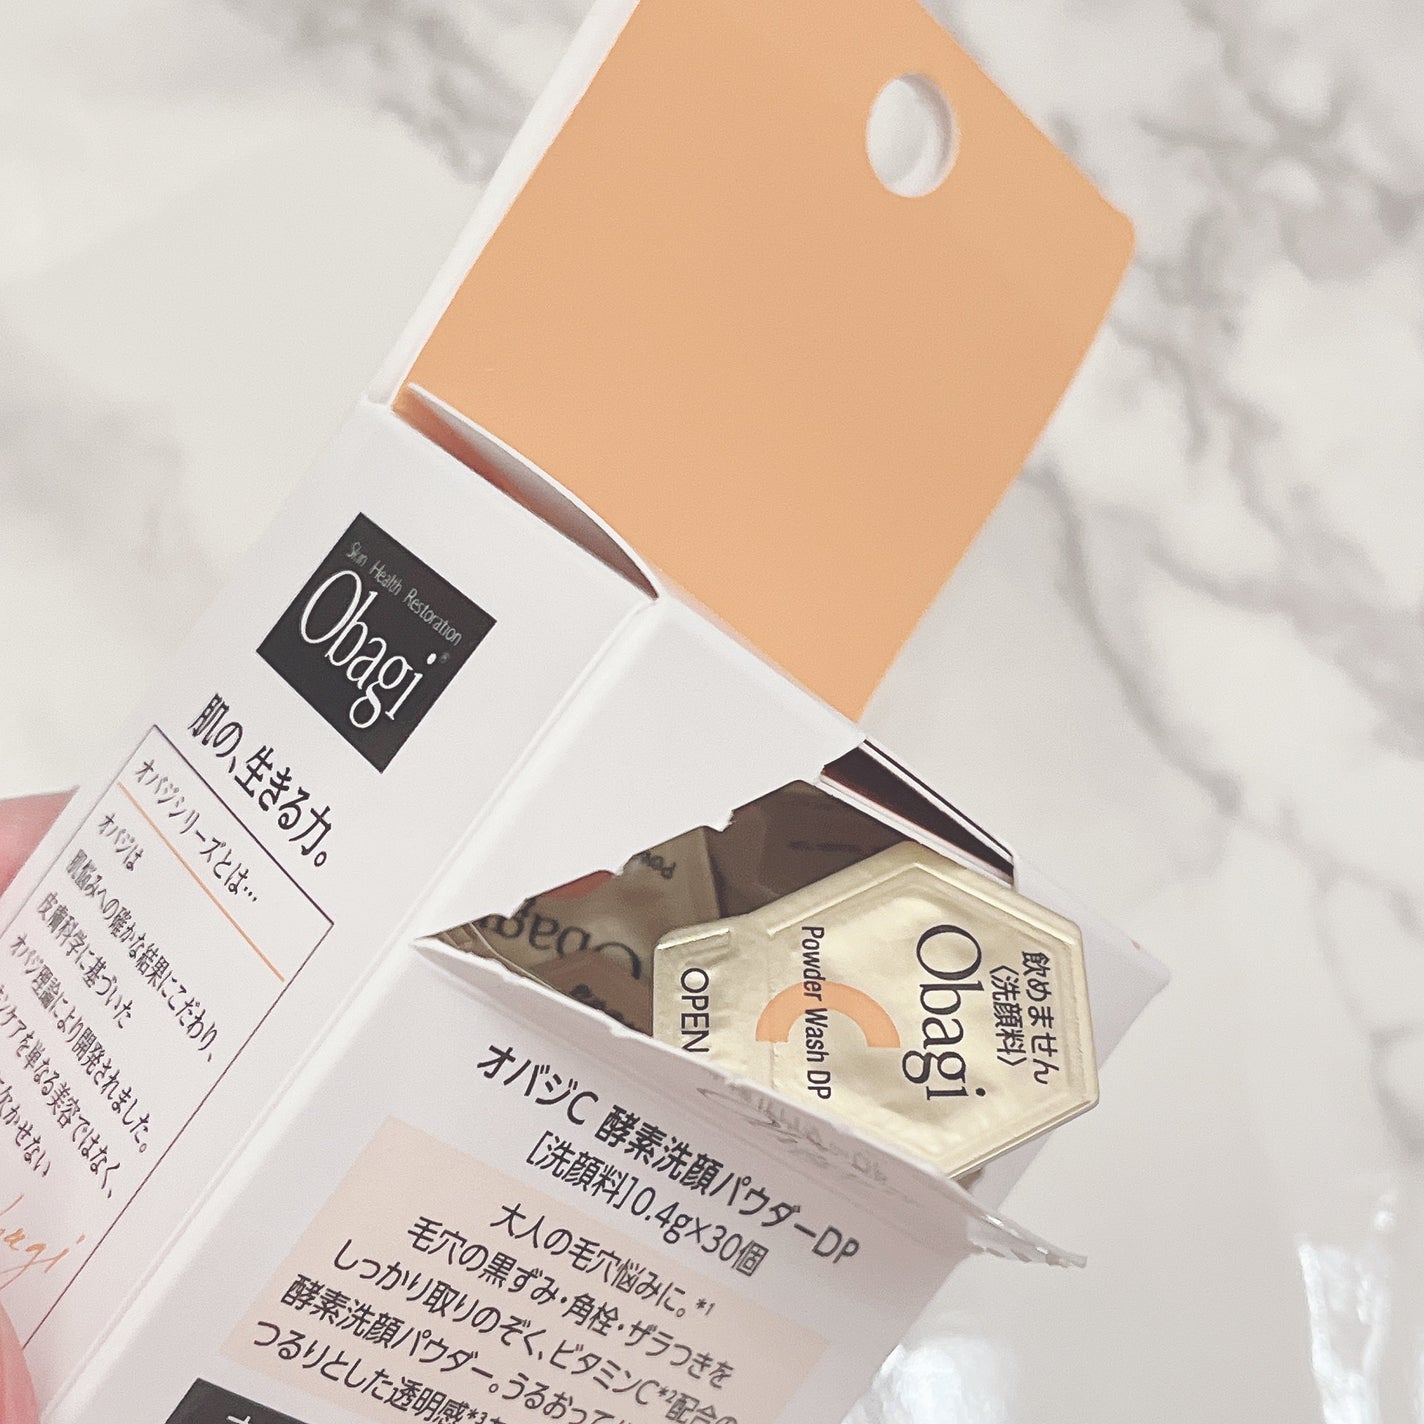 Skin Health Restoration
Obagi®
肌の、生きる力。
オバジシリーズとは…
オバジは
肌悩みへの確かな結果にこだわり、
皮膚科学に基づいた
オバジ理論により開発されました。
ケアを単なる美容ではなく、
欠かせない
飲めません
〈洗顔料〉
Obagi
C
Powder Wash DP
OPEN
オバジC 酵素洗顔パウダーDP
[洗顔料]0.4g×30個
大人の毛穴悩みに。*1
毛穴の黒ずみ・角栓・ザラつきを
しっかり取りのぞく、ビタミンC*2配合の
酵素洗顔パウダー。うるおって
つるりとした透明感*3